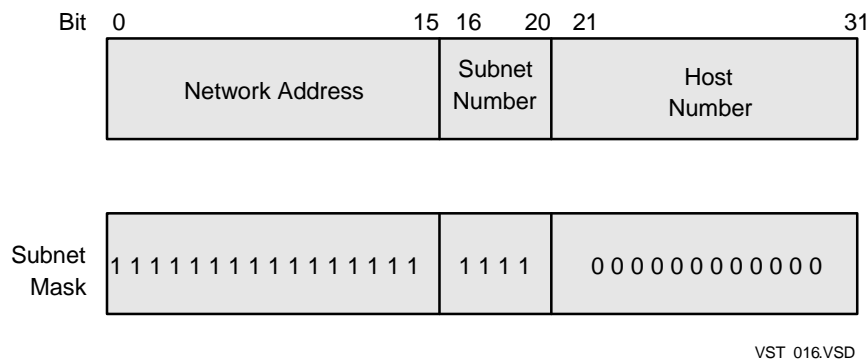 Bit 0 15 16 20 21 31
Network Address
Subnet
Number
Host
Number
Subnet
Mask
1 1 1 1 1 1 1 1 1 1 1 1 1 1 1 1 1 1 1 1 0 0 0 0 0 0 0 0 0 0 0 0
VST_016.VSD